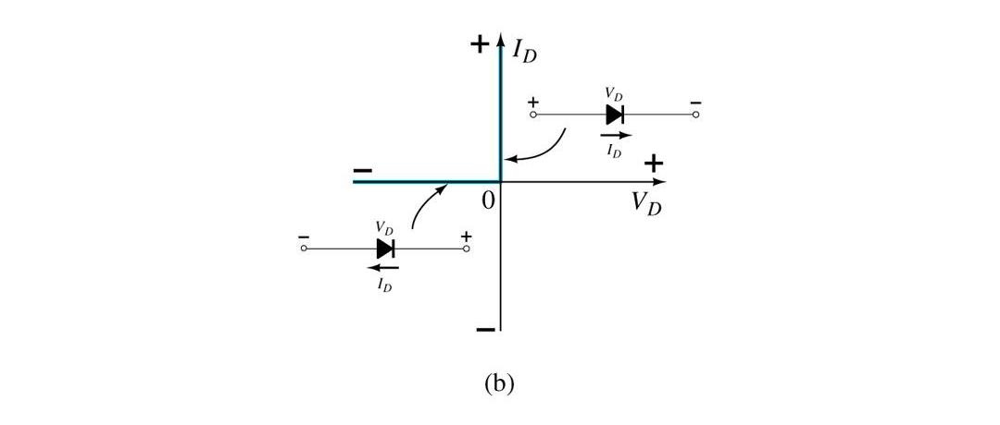 + I_D
+ V_D −
I_D
− +
0 V_D
− V_D +
I_D
−
(b)